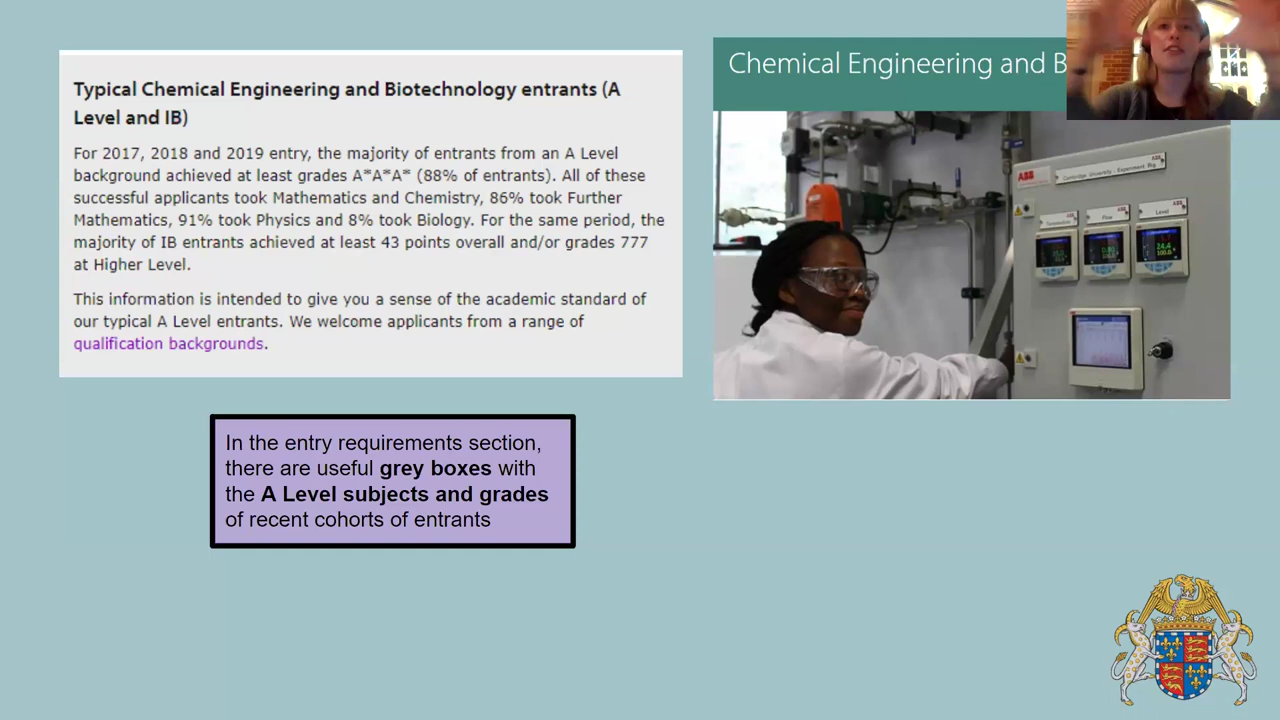 Typical Chemical Engineering and Biotechnology entrants (A
Level and IB)
For 2017, 2018 and 2019 entry, the majority of entrants from an A Level
background achieved at least grades A*A*A* (88% of entrants). All of these
successful applicants took Mathematics and Chemistry, 86% took Further
Mathematics, 91% took Physics and 8% took Biology. For the same period, the
majority of IB entrants achieved at least 43 points overall and/or grades 777
at Higher Level.
This information is intended to give you a sense of the academic standard of
our typical A Level entrants. We welcome applicants from a range of
qualification backgrounds.
Chemical Engineering and B
ABB
ABB
Cambridge University - Experiment Rig
Temperature
Flow
Level
24.4
100.0
In the entry requirements section,
there are useful grey boxes with
the A Level subjects and grades
of recent cohorts of entrants